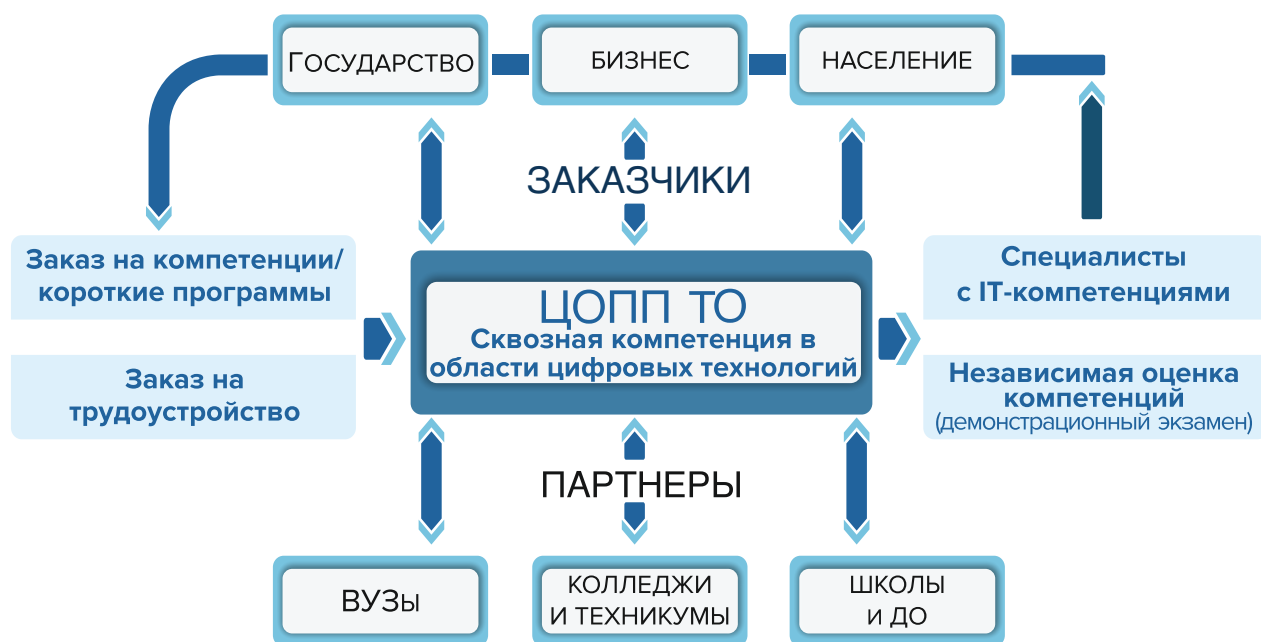 ГОСУДАРСТВО
БИЗНЕС
НАСЕЛЕНИЕ
ЗАКАЗЧИКИ
Заказ на компетенции/
короткие программы
Заказ на
трудоустройство
ЦОПП ТО
Сквозная компетенция в
области цифровых технологий
Специалисты
с IT-компетенциями
Независимая оценка
компетенций
(демонстрационный экзамен)
ПАРТНЕРЫ
ВУЗы
КОЛЛЕДЖИ
И ТЕХНИКУМЫ
ШКОЛЫ
и ДО